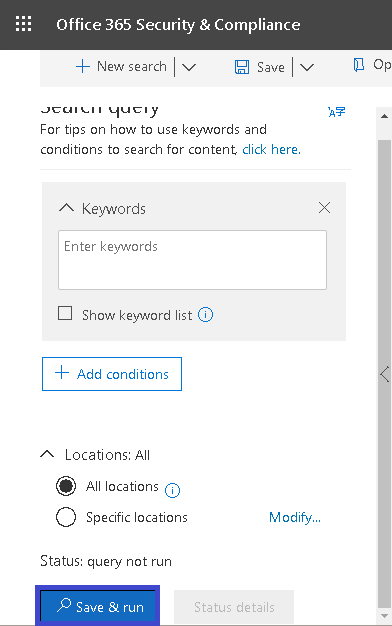 Office 365 Security & Compliance
New search
Save
Op
Search query
For tips on how to use keywords and
conditions to search for content, click here.
Keywords
Enter keywords
Show keyword list
Add conditions
Locations: All
All locations
Specific locations
Modify...
Status: query not run
Save & run
Status details